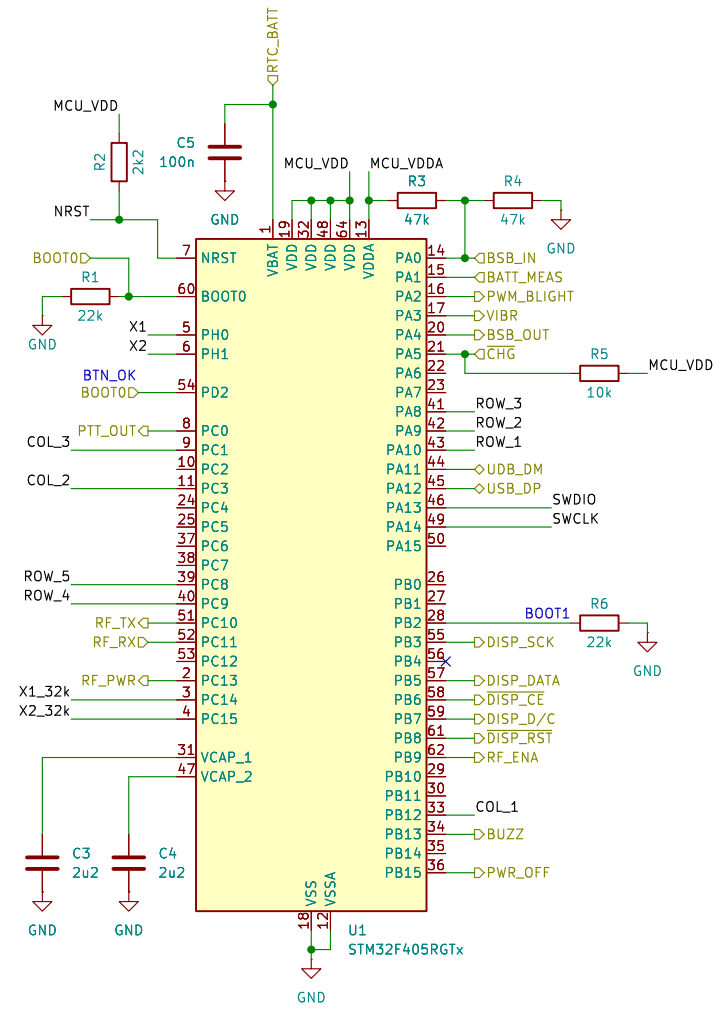 RTC_BATT
MCU_VDD
R2
2k2
C5
100n
GND
MCU_VDD
MCU_VDDA
R3
47k
R4
47k
GND
NRST
BOOT0
R1
22k
GND
1
19
32
48
64
13
VBAT
VDD
VDD
VDD
VDD
VDDA
7 NRST
60 BOOT0
X1 5 PH0
X2 6 PH1
BTN_OK
BOOT0 54 PD2
PTT_OUT 8 PC0
COL_3 9 PC1
10 PC2
COL_2 11 PC3
24 PC4
25 PC5
37 PC6
38 PC7
ROW_5 39 PC8
ROW_4 40 PC9
RF_TX 51 PC10
RF_RX 52 PC11
53 PC12
RF_PWR 2 PC13
X1_32k 3 PC14
X2_32k 4 PC15
31 VCAP_1
47 VCAP_2
C3
2u2
GND
C4
2u2
GND
PA0 14 BSB_IN
PA1 15 BATT_MEAS
PA2 16 PWM_BLIGHT
PA3 17 VIBR
PA4 20 BSB_OUT
PA5 21 CHG
R5
10k
MCU_VDD
PA6 22
PA7 23
PA8 41 ROW_3
PA9 42 ROW_2
PA10 43 ROW_1
PA11 44 UDB_DM
PA12 45 USB_DP
PA13 46 SWDIO
PA14 49 SWCLK
PA15 50
PB0 26
PB1 27
PB2 28 BOOT1
R6
22k
GND
PB3 55 DISP_SCK
PB4 56
PB5 57 DISP_DATA
PB6 58 DISP_CE
PB7 59 DISP_D/C
PB8 61 DISP_RST
PB9 62 RF_ENA
PB10 29
PB11 30
PB12 33 COL_1
PB13 34 BUZZ
PB14 35
PB15 36 PWR_OFF
VSS
VSSA
18
12
GND
U1
STM32F405RGTx